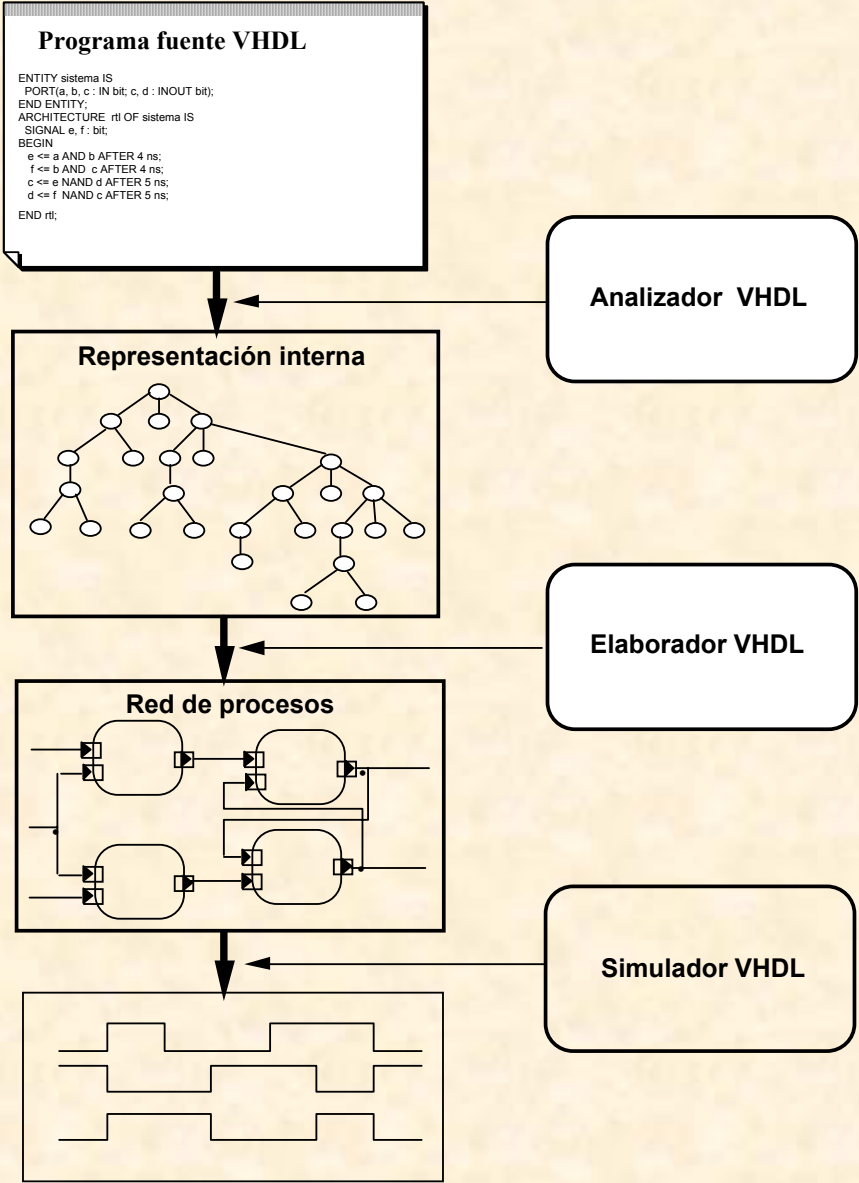 Programa fuente VHDL
ENTITY sistema IS
PORT(a, b, c : IN bit; c, d : INOUT bit);
END ENTITY;
ARCHITECTURE rtl OF sistema IS
SIGNAL e, f : bit;
BEGIN
e <= a AND b AFTER 4 ns;
f <= b AND c AFTER 4 ns;
c <= e NAND d AFTER 5 ns;
d <= f NAND c AFTER 5 ns;
END rtl;
Analizador VHDL
Representación interna
Elaborador VHDL
Red de procesos
Simulador VHDL